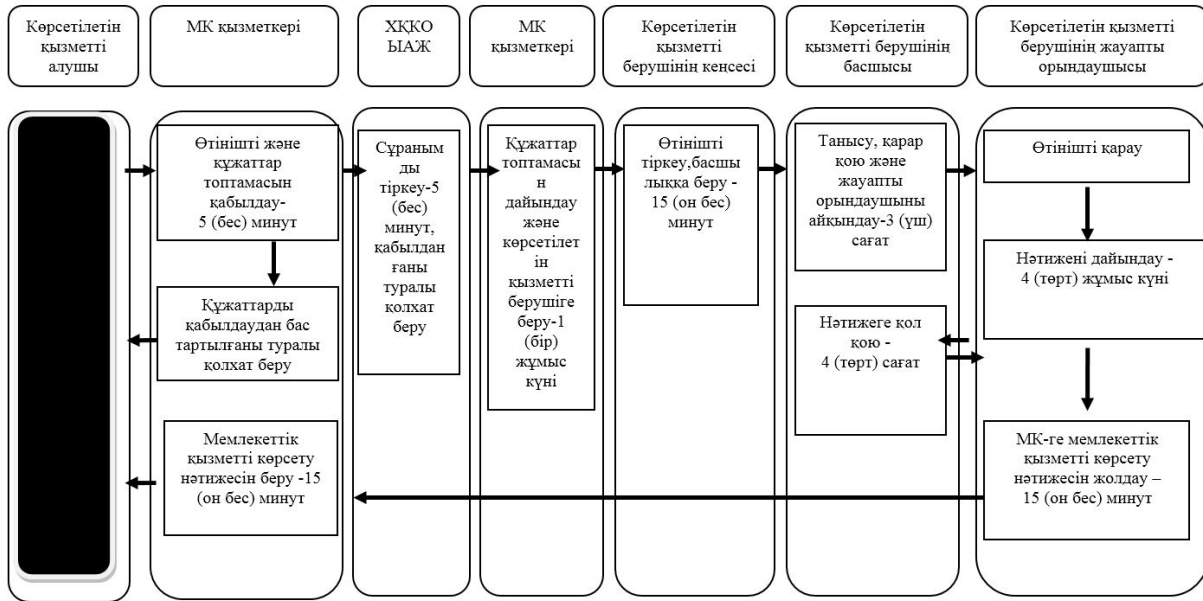 Көрсетілетін
қызметті
алушы
МК қызметкері
ХҚКО
ЫАЖ
МК
қызметкері
Көрсетілетін
қызметті
берушінің кеңсесі
Көрсетілетін
қызметті берушінің
басшысы
Көрсетілетін қызметті
берушінің жауапты
орындаушысы
Өтінішті және
құжаттар
топтамасын
қабылдау-
5 (бес) минут
Құжаттарды
қабылдаудан бас
тартылғаны туралы
қолхат беру
Мемлекеттік
қызметті көрсету
нәтижесін беру -15
(он бес) минут
Сұраным
ды
тіркеу-5
(бес)
минут,
қабылдан
ғаны
туралы
қолхат
беру
Құжаттар
топтамасы
н
дайындау
және
көрсетілет
ін
қызметті
берушіге
беру-1
(бір)
жұмыс
күні
Өтінішті
тіркеу,басшы
лыққа беру -
15 (он бес)
минут
Танысу, қарар
қою және
жауапты
орындаушыны
айқындау-3 (үш)
сағат
Нәтижеге қол
қою -
4 (төрт) сағат
Өтінішті қарау
Нәтижені дайындау -
4 (төрт) жұмыс күні
МК-ге мемлекеттік
қызметті көрсету
нәтижесін жолдау –
15 (он бес) минут